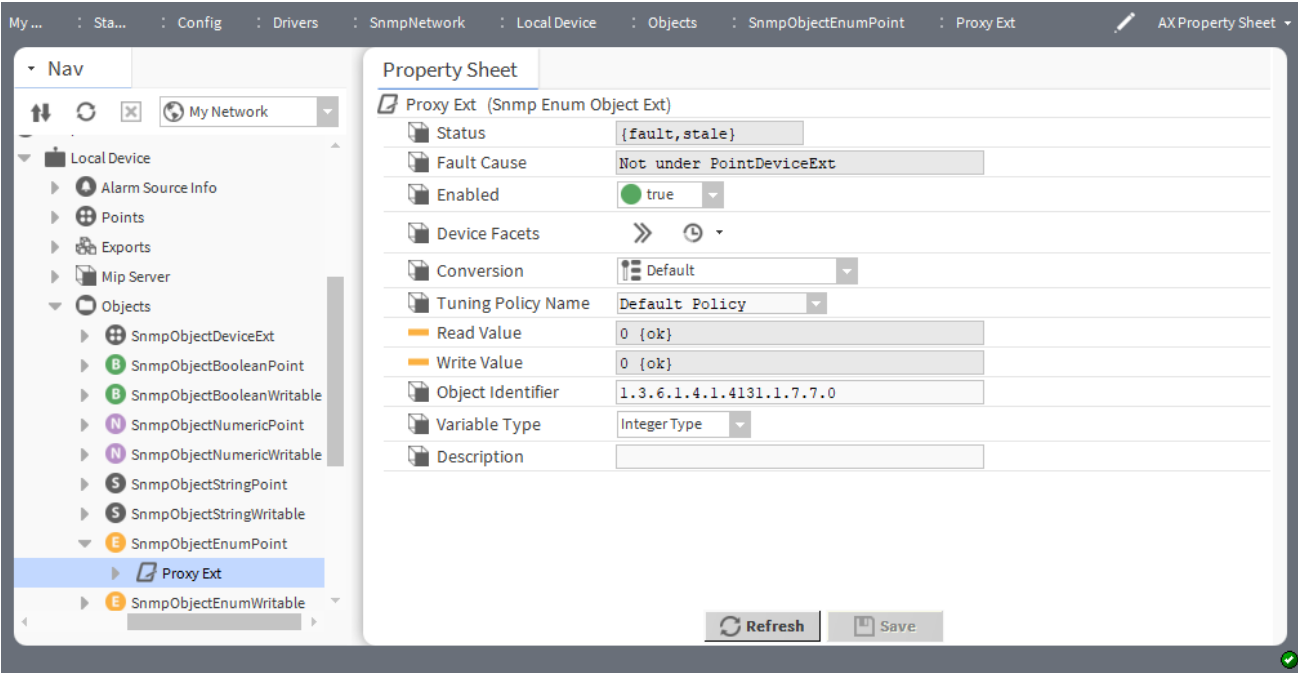 My ... : Sta... : Config : Drivers : SnmpNetwork : Local Device : Objects : SnmpObjectEnumPoint : Proxy Ext AX Property Sheet
Nav
My Network
Local Device
Alarm Source Info
Points
Exports
Mip Server
Objects
SnmpObjectDeviceExt
B SnmpObjectBooleanPoint
B SnmpObjectBooleanWritable
N SnmpObjectNumericPoint
N SnmpObjectNumericWritable
S SnmpObjectStringPoint
S SnmpObjectStringWritable
E SnmpObjectEnumPoint
Proxy Ext
E SnmpObjectEnumWritable
Property Sheet
Proxy Ext (Snmp Enum Object Ext)
Status {fault,stale}
Fault Cause Not under PointDeviceExt
Enabled true
Device Facets
Conversion Default
Tuning Policy Name Default Policy
Read Value 0 {ok}
Write Value 0 {ok}
Object Identifier 1.3.6.1.4.1.4131.1.7.7.0
Variable Type Integer Type
Description
Refresh Save